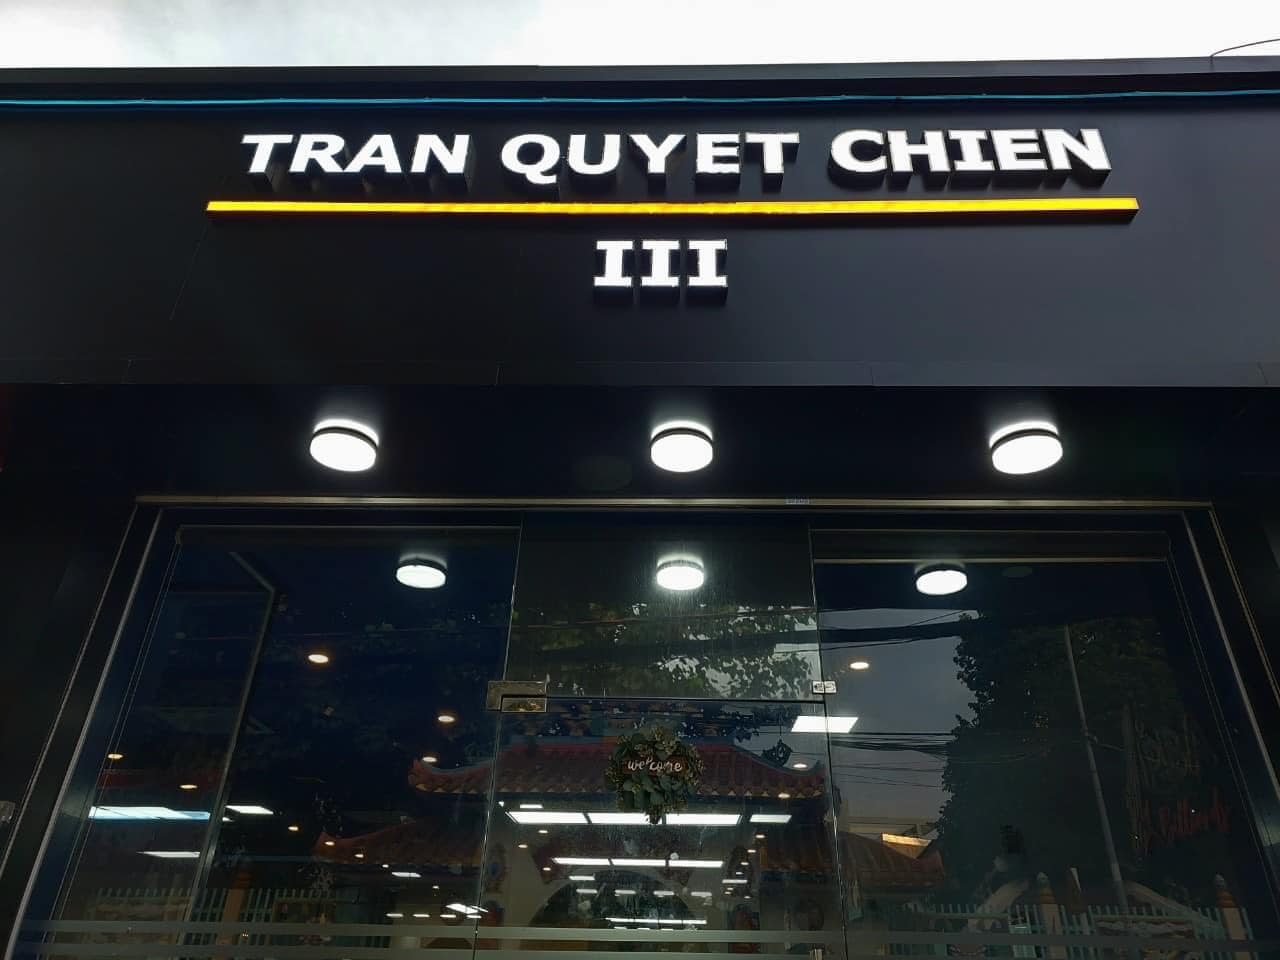 TRAN QUYET CHIEN
III
welcome